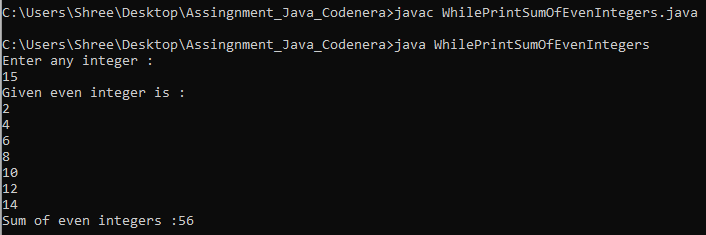 C:\Users\Shree\Desktop\Assingnment_Java_Codenera>javac WhilePrintSumOfEvenIntegers.java
C:\Users\Shree\Desktop\Assingnment_Java_Codenera>java WhilePrintSumOfEvenIntegers
Enter any integer :
15
Given even integer is :
2
4
6
8
10
12
14
Sum of even integers :56